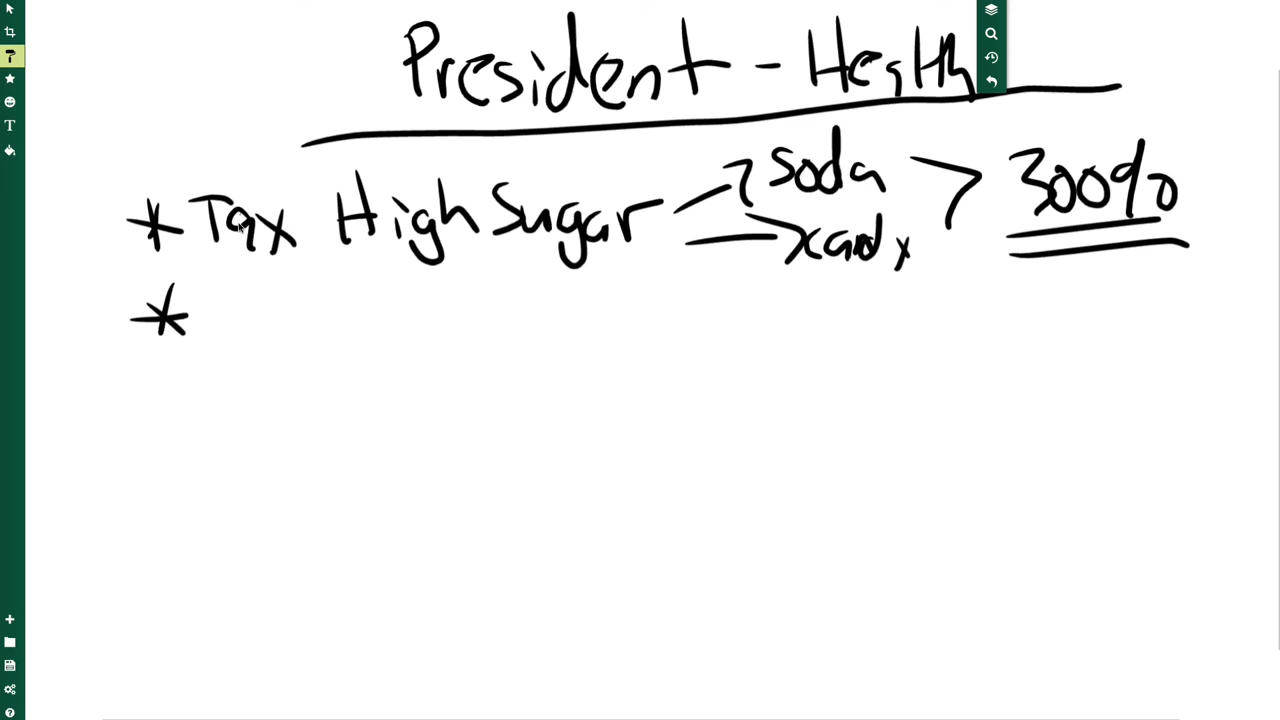 President - Health
* Tax High Sugar soda > 300%
*
T